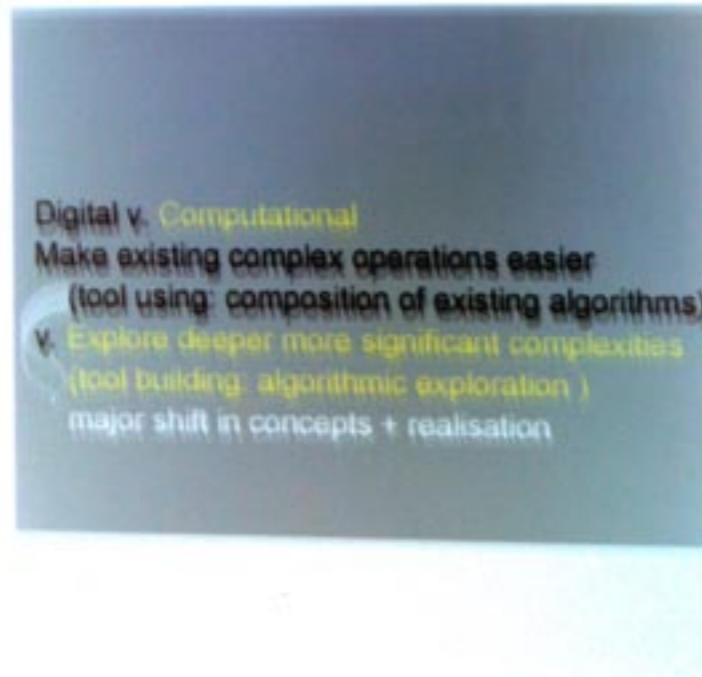 Digital v. Computational
Make existing complex operations easier
(tool using: composition of existing algorithms)
v. Explore deeper more significant complexities
(tool building: algorithmic exploration )
major shift in concepts + realisation